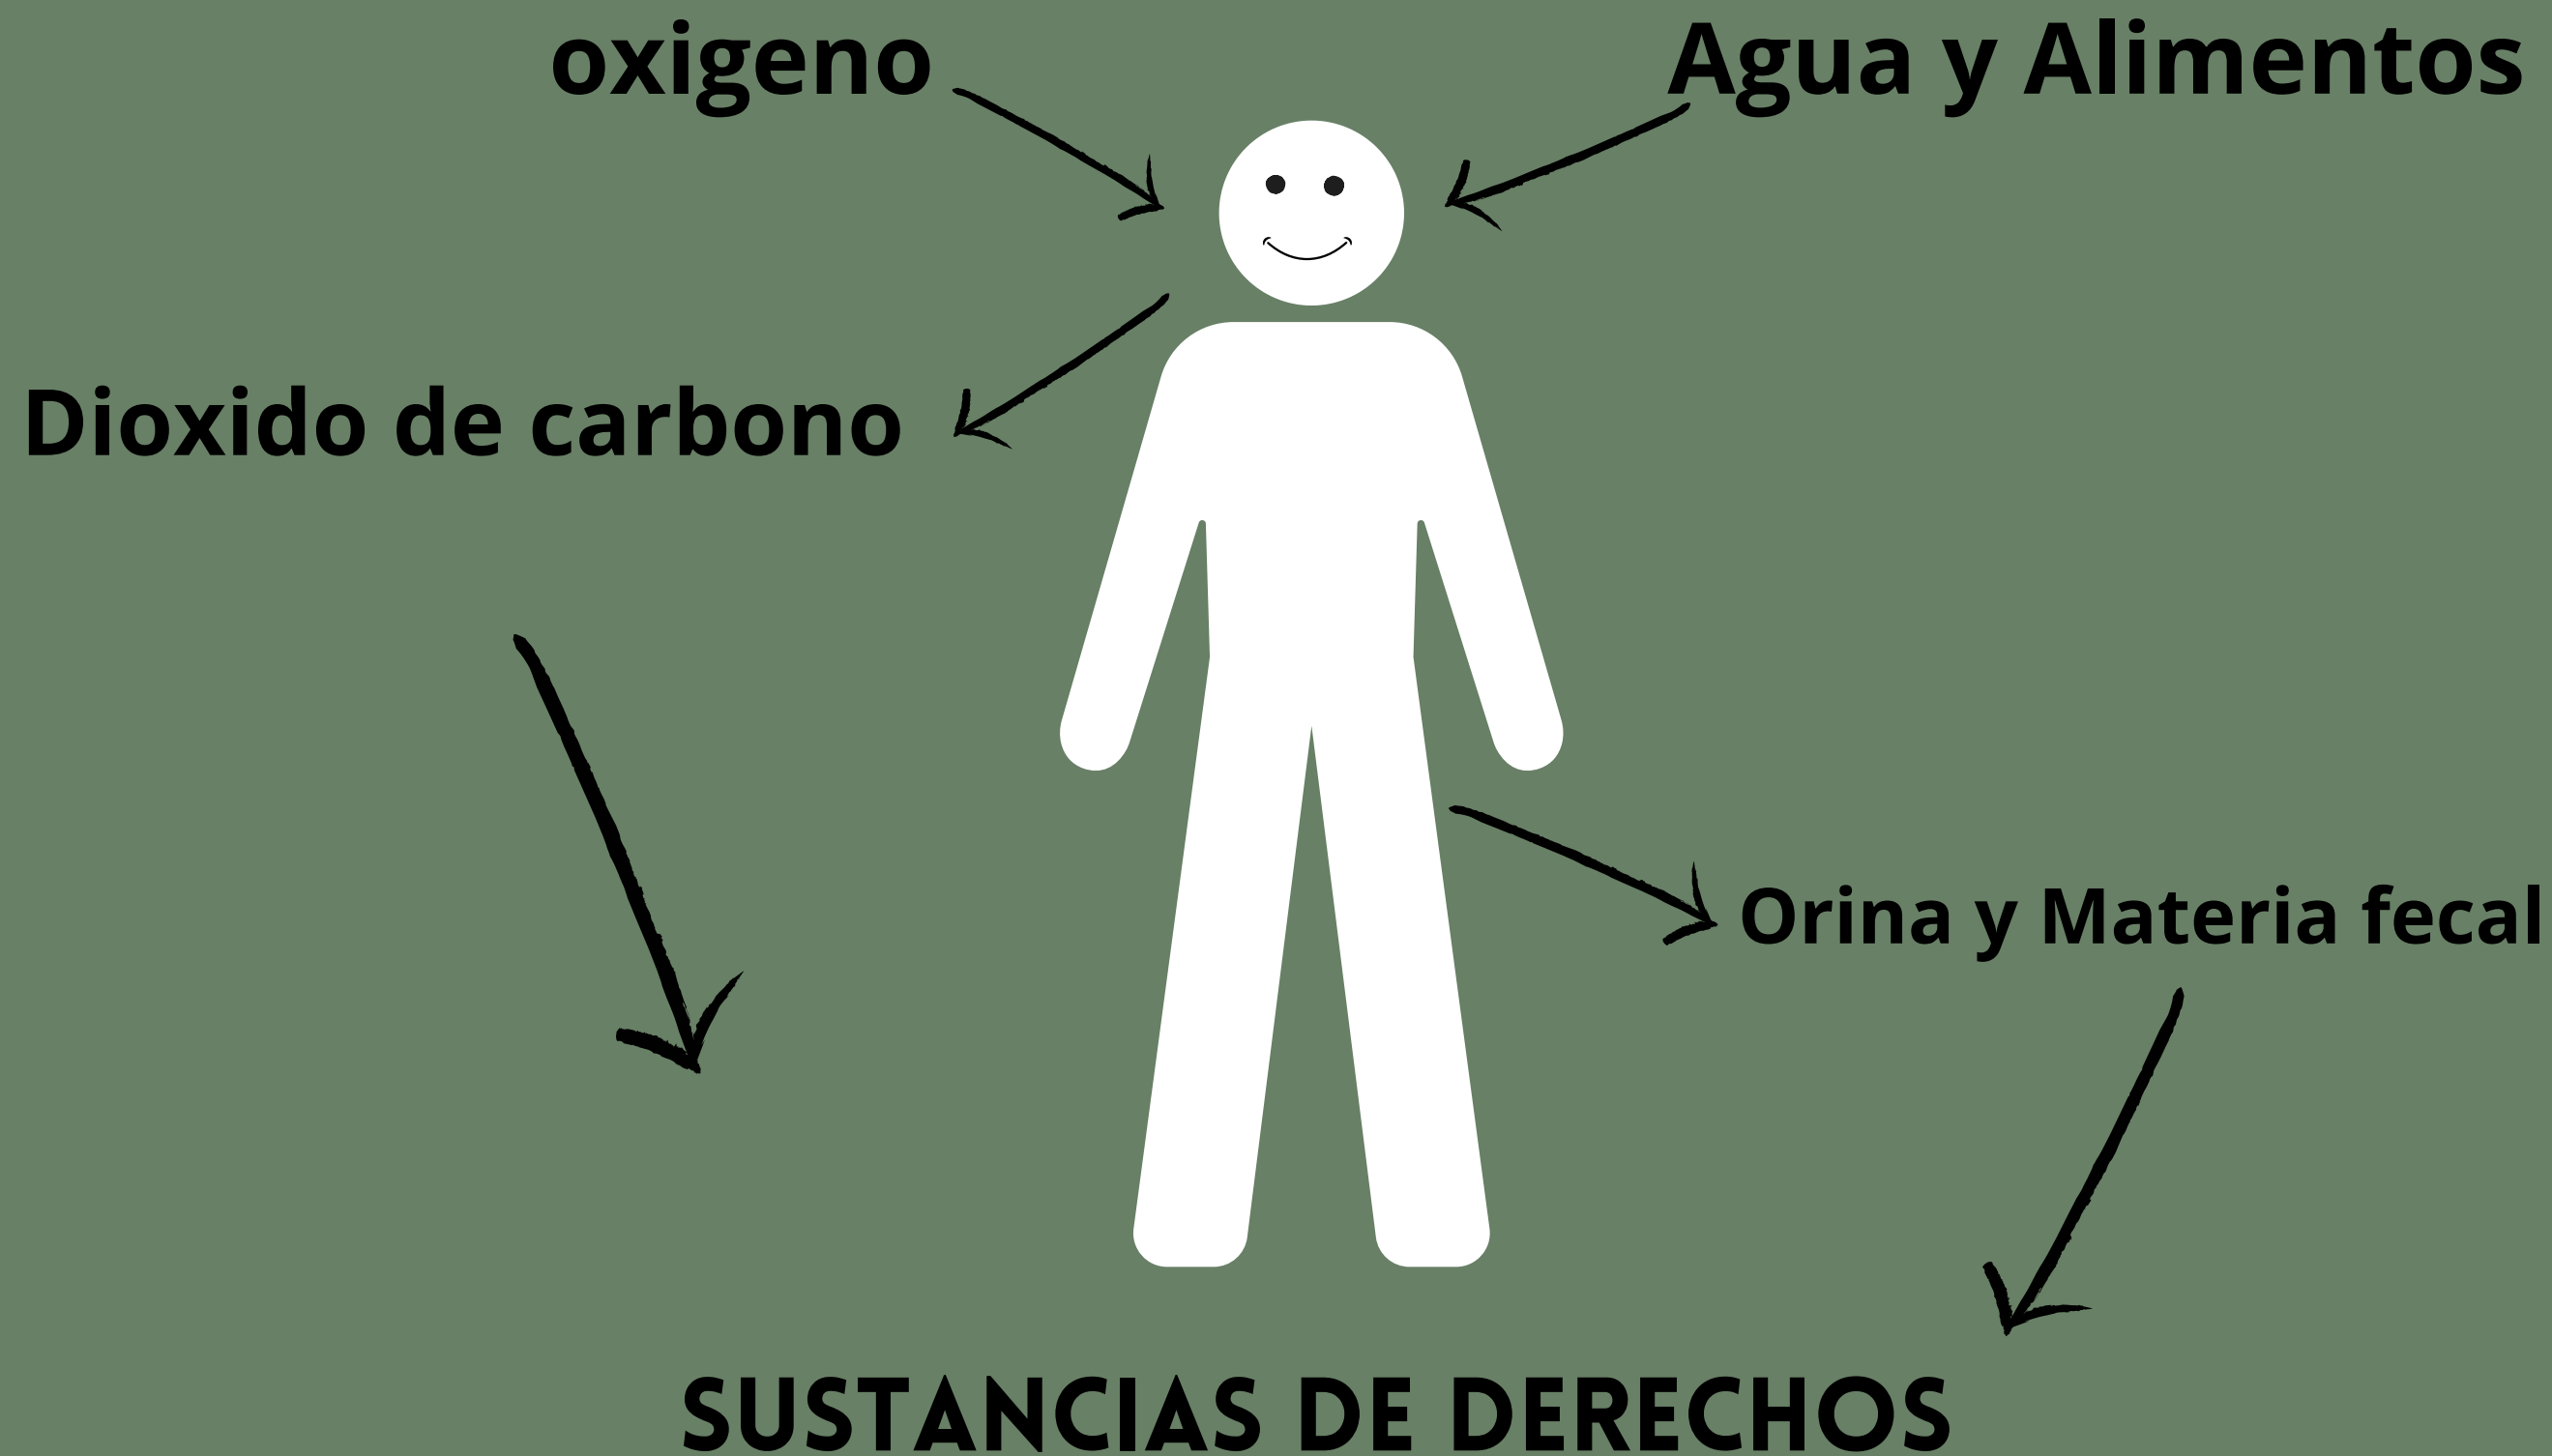 oxigeno
Agua y Alimentos
Dioxido de carbono
Orina y Materia fecal
SUSTANCIAS DE DERECHOS